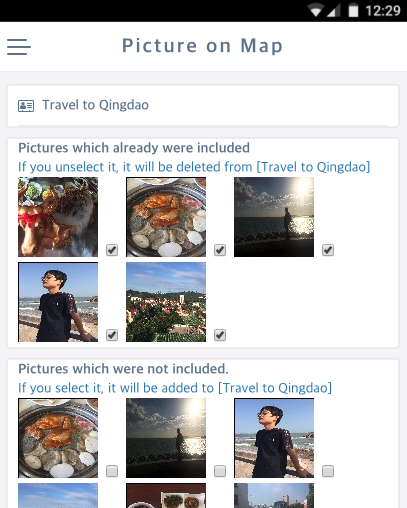 12:29
Picture on Map
Travel to Qingdao
Pictures which already were included
If you unselect it, it will be deleted from [Travel to Qingdao]
Pictures which were not included.
If you select it, it will be added to [Travel to Qingdao]